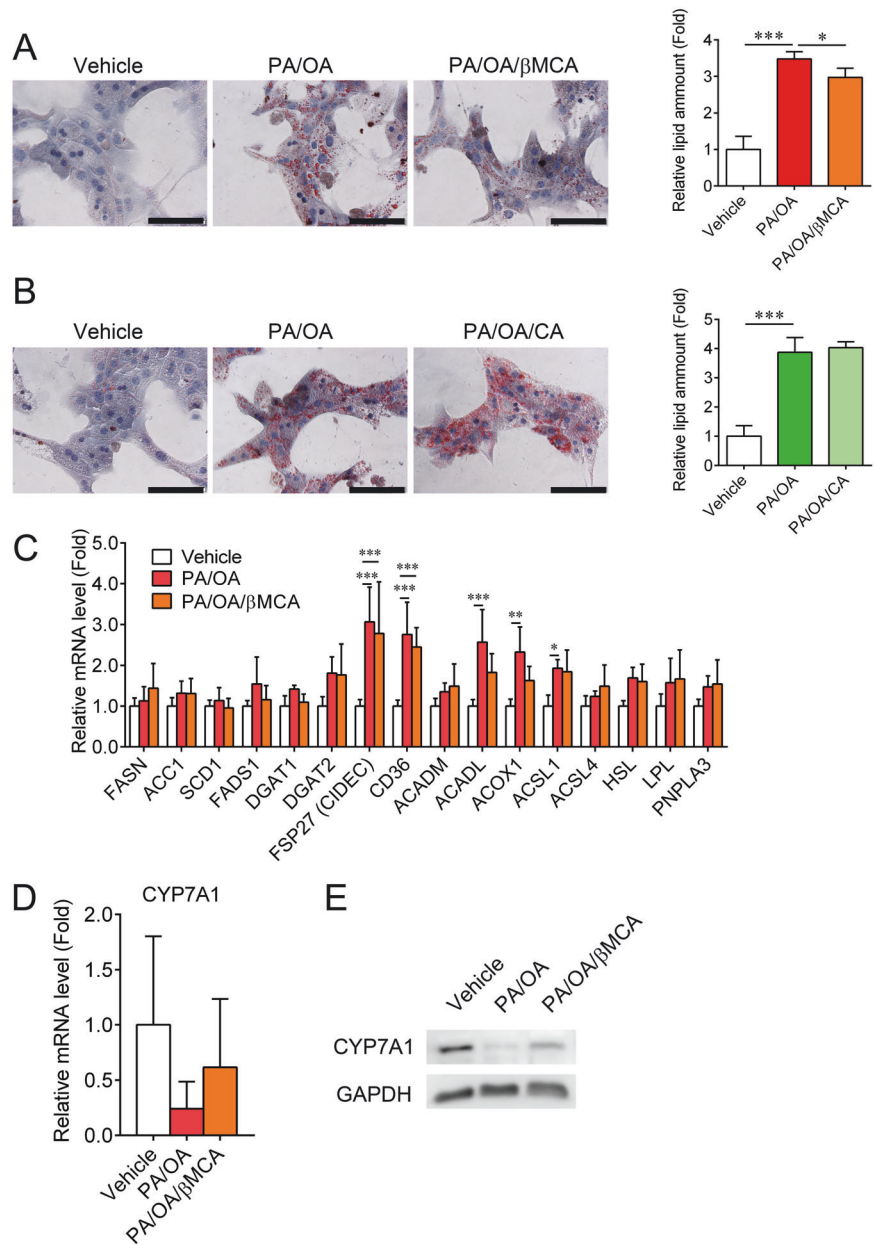 A
Vehicle
PA/OA
PA/OA/βMCA
Relative lipid ammount (Fold)
4
3
2
1
0
***
*
Vehicle
PA/OA
PA/OA/βMCA
B
Vehicle
PA/OA
PA/OA/CA
Relative lipid ammount (Fold)
5
4
3
2
1
0
***
Vehicle
PA/OA
PA/OA/CA
C
Relative mRNA level (Fold)
5.0
4.0
3.0
2.0
1.0
0.0
Vehicle
PA/OA
PA/OA/βMCA
***
***
***
***
***
**
*
FASN
ACC1
SCD1
FADS1
DGAT1
DGAT2
FSP27 (CIDEC)
CD36
ACADM
ACADL
ACOX1
ACSL1
ACSL4
HSL
LPL
PNPLA3
D
CYP7A1
Relative mRNA level (Fold)
2.0
1.5
1.0
0.5
0.0
Vehicle
PA/OA
PA/OA/βMCA
E
Vehicle
PA/OA
PA/OA/βMCA
CYP7A1
GAPDH